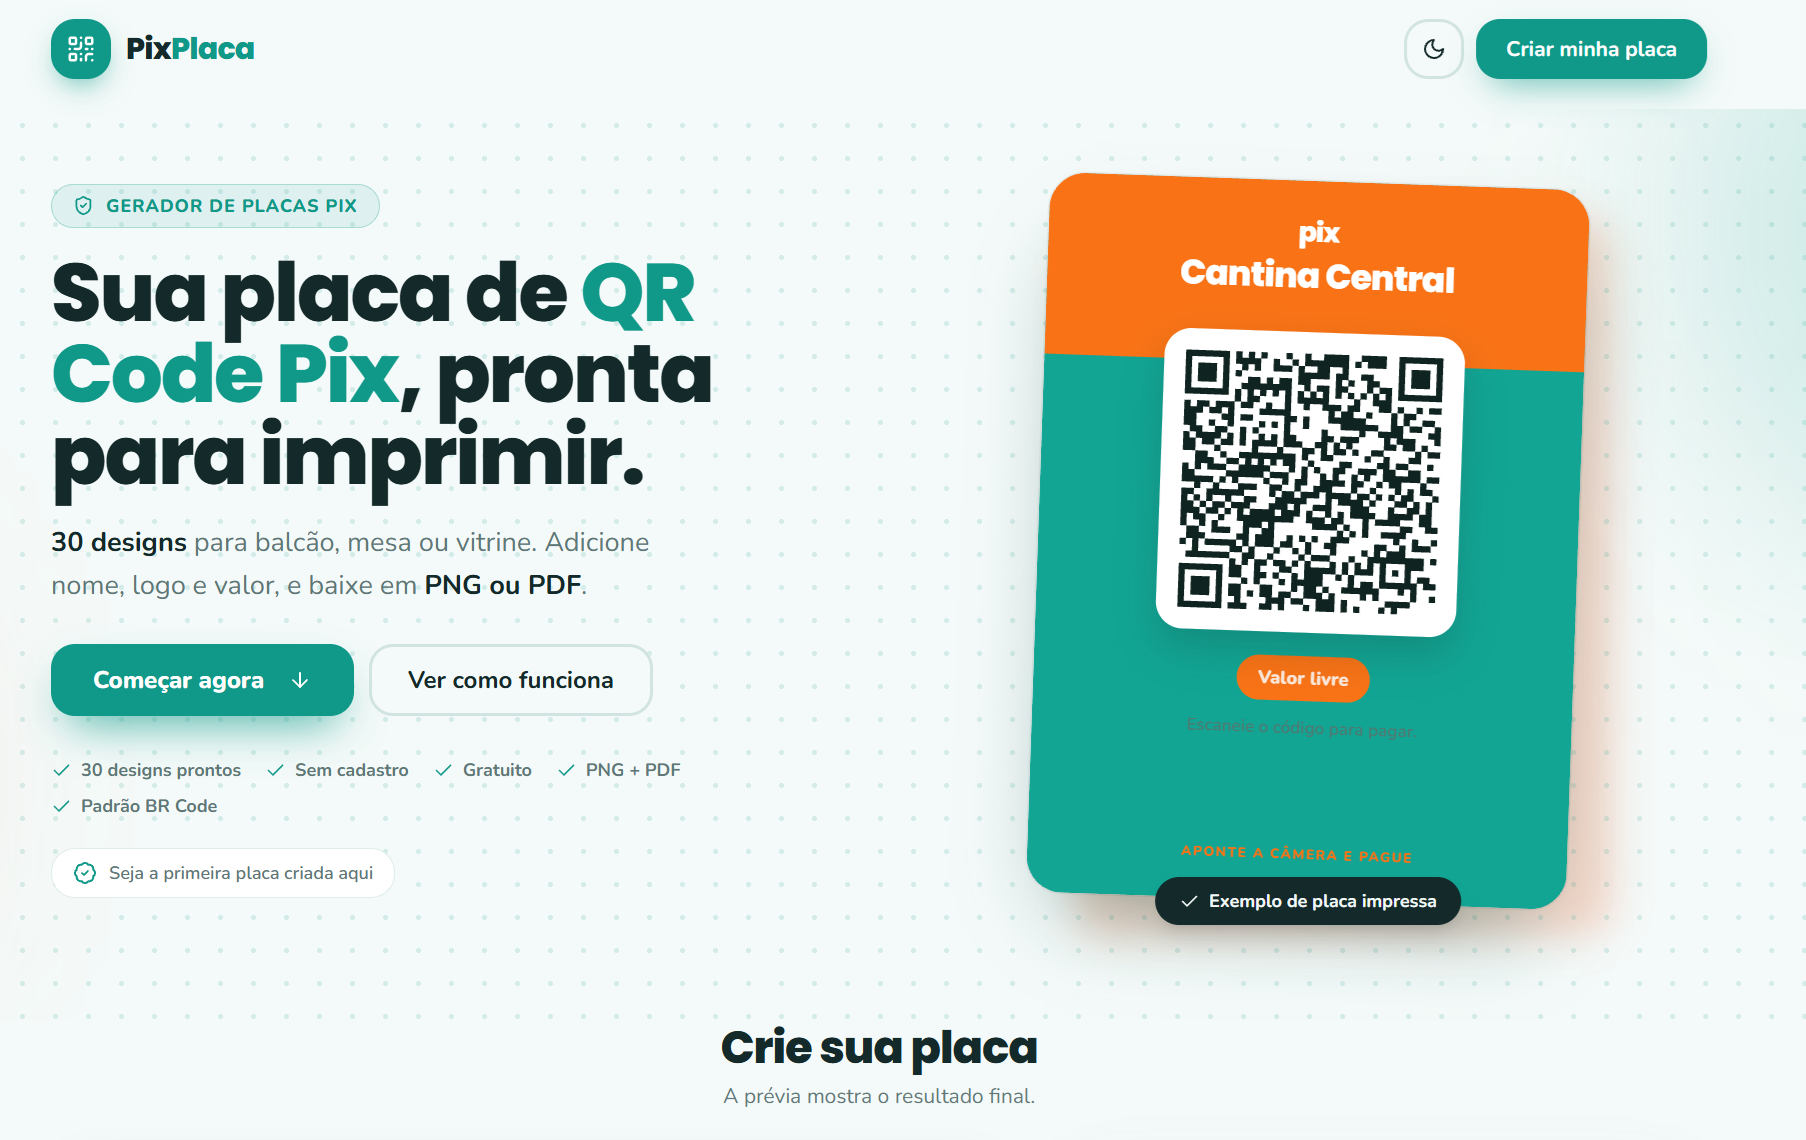 PixPlaca
Criar minha placa
GERADOR DE PLACAS PIX
Sua placa de QR
Code Pix, pronta
para imprimir.
30 designs para balcão, mesa ou vitrine. Adicione
nome, logo e valor, e baixe em PNG ou PDF.
Começar agora
Ver como funciona
30 designs prontos
Sem cadastro
Gratuito
PNG + PDF
Padrão BR Code
Seja a primeira placa criada aqui
pix
Cantina Central
Valor livre
Escaneie o código para pagar.
APONTE A CÂMERA E PAGUE
Exemplo de placa impressa
Crie sua placa
A prévia mostra o resultado final.